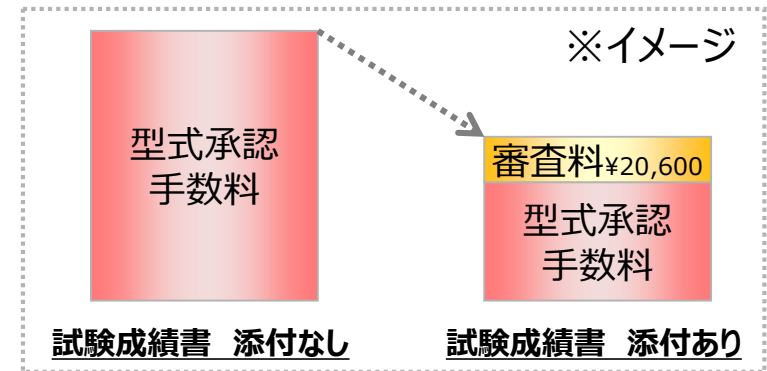 ※イメージ
型式承認
手数料
審査料¥20,600
型式承認
手数料
試験成績書 添付なし
試験成績書 添付あり